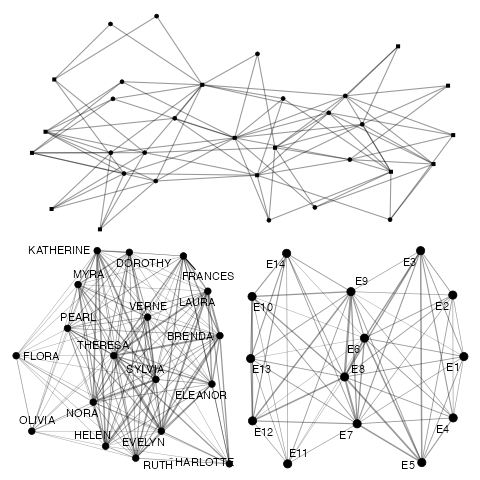 KATHERINE
DOROTHY
FRANCES
MYRA
LAURA
VERNE
PEARL
BRENDA
THERESA
FLORA
SYLVIA
ELEANOR
NORA
OLIVIA
HELEN
EVELYN
RUTH
HARLOTTE
E3
E14
E9
E2
E10
E6
E1
E13
E8
E12
E7
E4
E11
E5